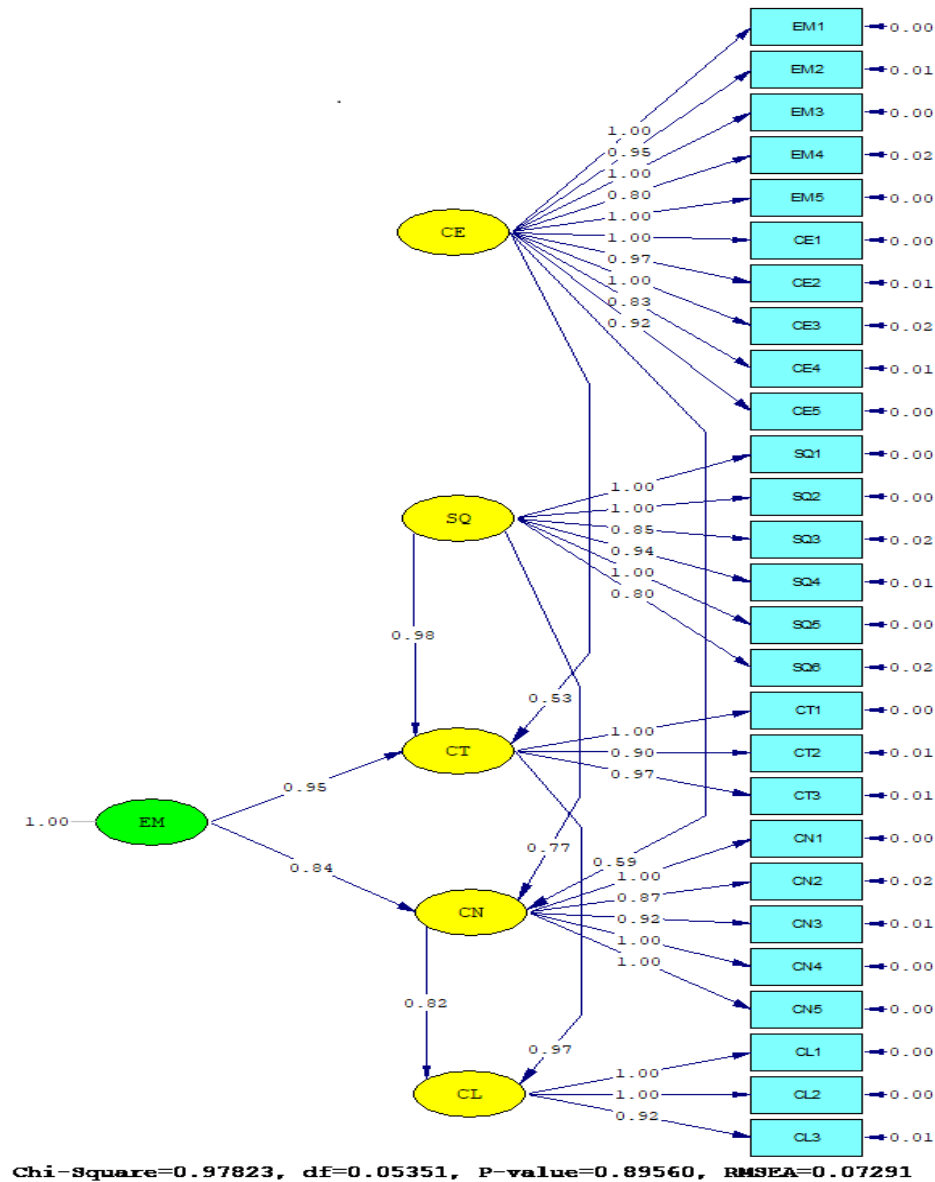 EM1 0.00
EM2 0.01
EM3 0.00
1.00
0.95
EM4 0.02
1.00
0.80
EM5 0.00
1.00
CE 1.00 CE1 0.00
0.97
CE2 0.01
1.00
0.83
0.92
CE3 0.02
CE4 0.01
CE5 0.00
SQ1 0.00
1.00
SQ2 0.00
1.00
SQ 0.85
SQ3 0.02
0.94
1.00
SQ4 0.01
0.80
SQ5 0.00
0.98
SQ6 0.02
0.53
CT1 0.00
1.00
CT 0.90 CT2 0.01
0.97
0.95
CT3 0.01
1.00 EM
CN1 0.00
0.77 0.59
0.84
1.00
CN2 0.02
0.87
CN 0.92
CN3 0.01
1.00
1.00
CN4 0.00
0.82
CN5 0.00
0.97
CL1 0.00
1.00
CL 1.00 CL2 0.00
0.92
CL3 0.01
Chi-Square=0.97823, df=0.05351, P-value=0.89560, RMSEA=0.07291